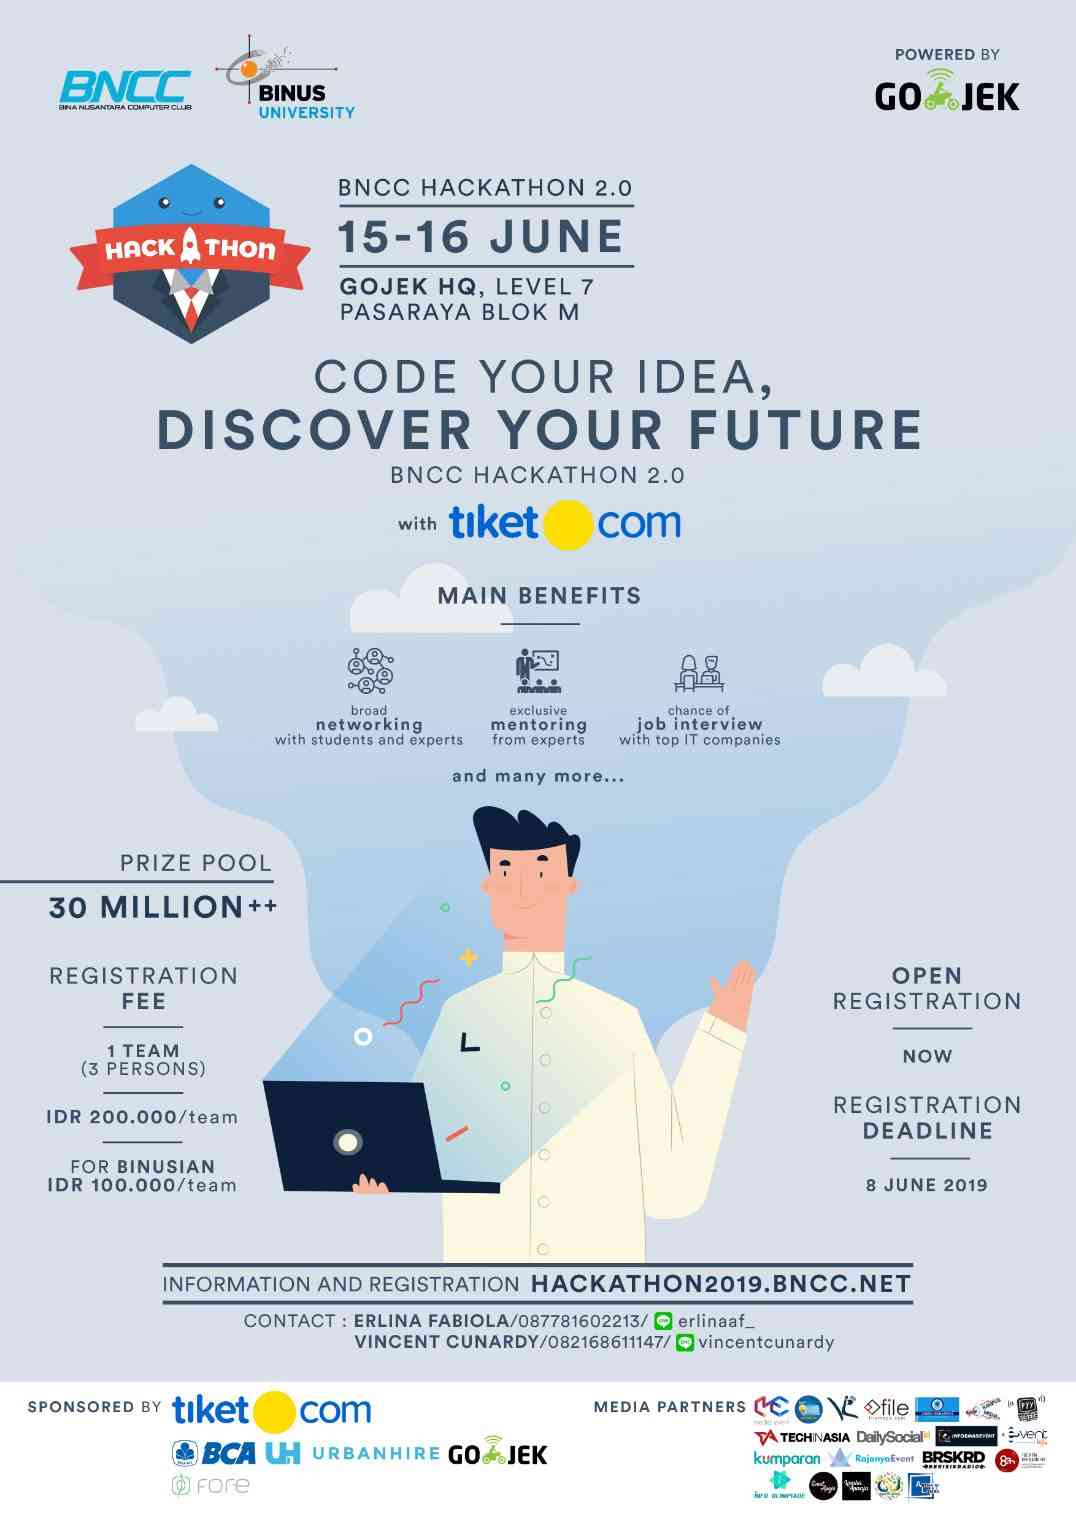 BNCC
BINA NUSANTARA COMPUTER CLUB
BINUS
UNIVERSITY
POWERED BY
GOJEK
HACKATHON
BNCC HACKATHON 2.0
15-16 JUNE
GOJEK HQ, LEVEL 7
PASARAYA BLOK M
CODE YOUR IDEA,
DISCOVER YOUR FUTURE
BNCC HACKATHON 2.0
with tiket.com
MAIN BENEFITS
broad
networking
with students and experts
exclusive
mentoring
from experts
chance of
job interview
with top IT companies
and many more...
PRIZE POOL
30 MILLION++
REGISTRATION
FEE
1 TEAM
(3 PERSONS)
IDR 200.000/team
FOR BINUSIAN
IDR 100.000/team
OPEN
REGISTRATION
NOW
REGISTRATION
DEADLINE
8 JUNE 2019
INFORMATION AND REGISTRATION HACKATHON2019.BNCC.NET
CONTACT : ERLINA FABIOLA/087781602213/ erlinaaf_
VINCENT CUNARDY/082168611147/ vincentcunardy
SPONSORED BY tiket.com
BCA UH URBANHIRE GOJEK
FORE
MEDIA PARTNERS
file
TECHINASIA DailySocial INFORMASEVENT Event
kumparan RajanyaEvent BRSKRD
INFO OLIMPIADE